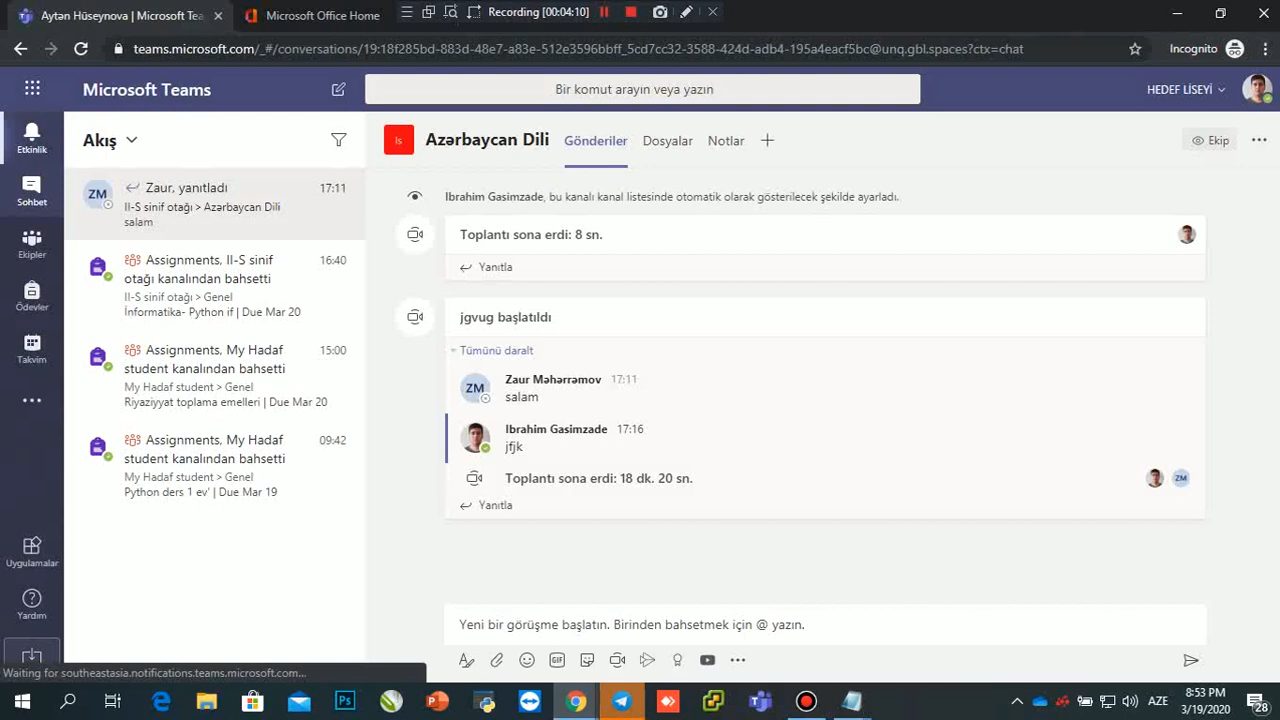 Aytan Hüseynova | Microsoft Tea
Microsoft Office Home
Recording [00:04:10]
teams.microsoft.com/_#/conversations/19:18f285bd-883d-48e7-a83e-512e3596bbff_5cd7cc32-3588-424d-adb4-195a4eacf5bc@unq.gbl.spaces?ctx=chat
Incognito
Microsoft Teams
Bir komut arayın veya yazın
HEDEF LİSEYİ
Etkinlik
Sohbet
Ekipler
Ödevler
Takvim
Uygulamalar
Yardım
Akış
ZM
Zaur, yanıtladı
17:11
II-S sinif otağı > Azərbaycan Dili
salam
Assignments, II-S sinif
16:40
otağı kanalından bahsetti
II-S sinif otağı > Genel
İnformatika- Python if | Due Mar 20
Assignments, My Hadaf
15:00
student kanalından bahsetti
My Hadaf student > Genel
Riyaziyyat toplama emelleri | Due Mar 20
Assignments, My Hadaf
09:42
student kanalından bahsetti
My Hadaf student > Genel
Python ders 1 ev' | Due Mar 19
Is
Azərbaycan Dili
Gönderiler
Dosyalar
Notlar
Ekip
Ibrahim Gasimzade, bu kanalı kanal listesinde otomatik olarak gösterilecek şekilde ayarladı.
Toplantı sona erdi: 8 sn.
Yanıtla
jgvug başlatıldı
Tümünü daralt
ZM
Zaur Məhərrəmov 17:11
salam
Ibrahim Gasimzade 17:16
jfjk
Toplantı sona erdi: 18 dk. 20 sn.
ZM
Yanıtla
Yeni bir görüşme başlatın. Birinden bahsetmek için @ yazın.
GIF
Waiting for southeastasia.notifications.teams.microsoft.com...
Ps
AZE
8:53 PM
3/19/2020
28